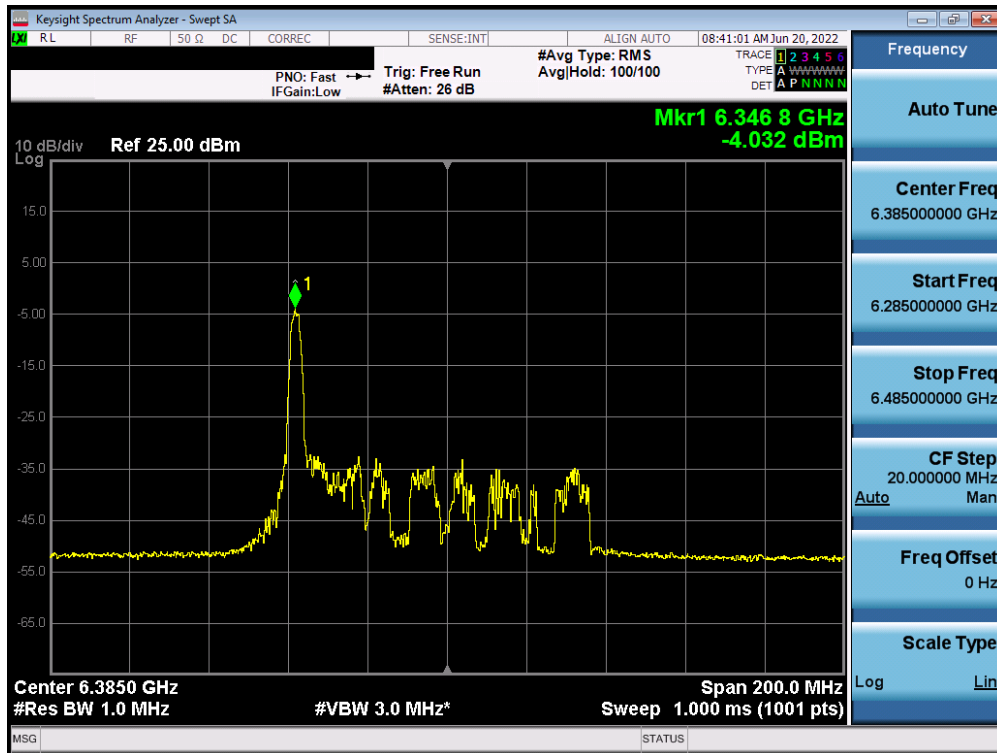 Keysight Spectrum Analyzer - Swept SA
LXI RL RF 50 Ω DC CORREC SENSE:INT ALIGN AUTO 08:41:01 AM Jun 20, 2022
PNO: Fast
IFGain:Low
Trig: Free Run
#Atten: 26 dB
#Avg Type: RMS
Avg|Hold: 100/100
TRACE 1 2 3 4 5 6
TYPE A WWWWW
DET A P N N N N
Mkr1 6.346 8 GHz
-4.032 dBm
10 dB/div Ref 25.00 dBm
Log
15.0
5.00
-5.00
-15.0
-25.0
-35.0
-45.0
-55.0
-65.0
1
Center 6.3850 GHz Span 200.0 MHz
#Res BW 1.0 MHz #VBW 3.0 MHz* Sweep 1.000 ms (1001 pts)
MSG STATUS
Frequency
Auto Tune
Center Freq
6.385000000 GHz
Start Freq
6.285000000 GHz
Stop Freq
6.485000000 GHz
CF Step
20.000000 MHz
Auto Man
Freq Offset
0 Hz
Scale Type
Log Lin